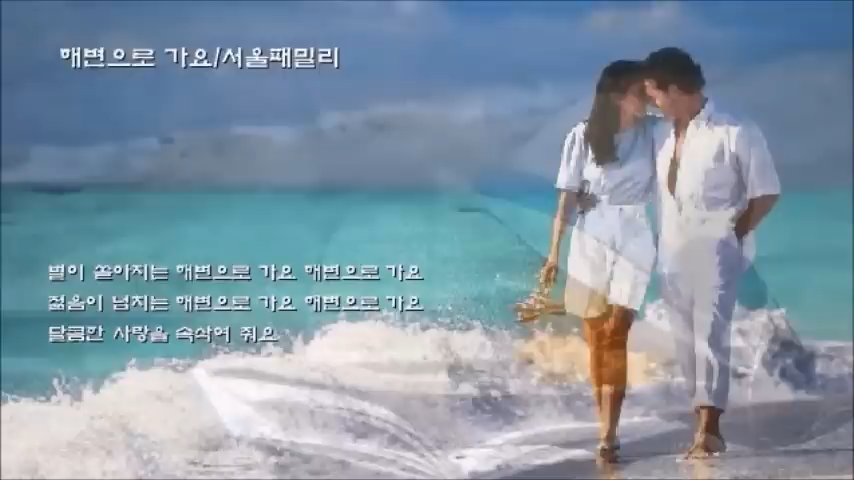 해변으로 가요/서울패밀리
별이 쏟아지는 해변으로 가요 해변으로 가요
젊음이 넘치는 해변으로 가요 해변으로 가요
달콤한 사랑을 속삭여 줘요